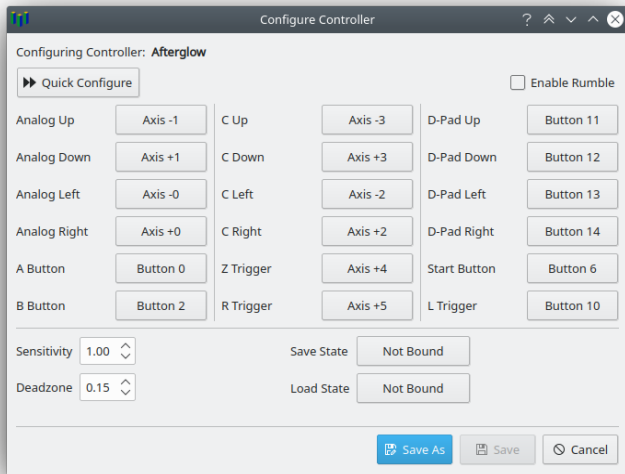 Configure Controller
Configuring Controller: Afterglow
Quick Configure
Enable Rumble
Analog Up Axis -1 C Up Axis -3 D-Pad Up Button 11
Analog Down Axis +1 C Down Axis +3 D-Pad Down Button 12
Analog Left Axis -0 C Left Axis -2 D-Pad Left Button 13
Analog Right Axis +0 C Right Axis +2 D-Pad Right Button 14
A Button Button 0 Z Trigger Axis +4 Start Button Button 6
B Button Button 2 R Trigger Axis +5 L Trigger Button 10
Sensitivity 1.00 Save State Not Bound
Deadzone 0.15 Load State Not Bound
Save As Save Cancel